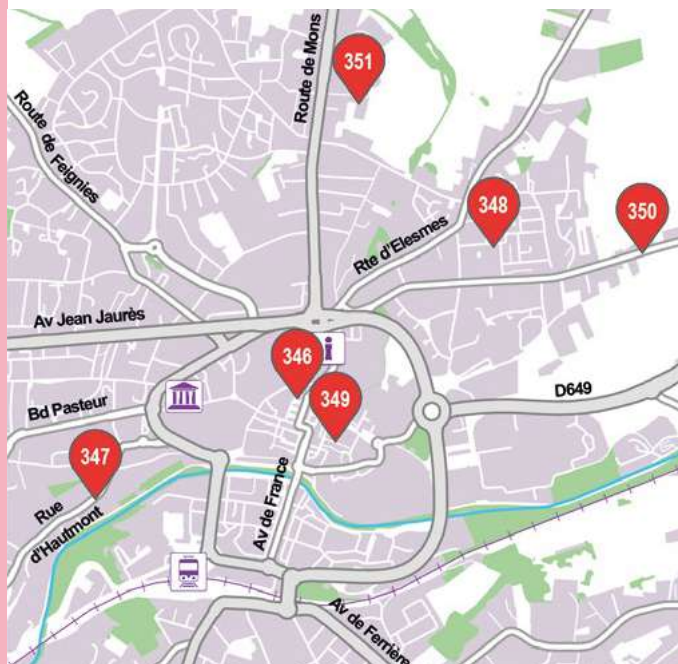 351
Route de Mons
Route de Feignies
348
350
Rte d'Elesmes
Av Jean Jaurès
346
349
D649
Bd Pasteur
347
Rue
d'Hautmont
Av de France
Av de Ferrière